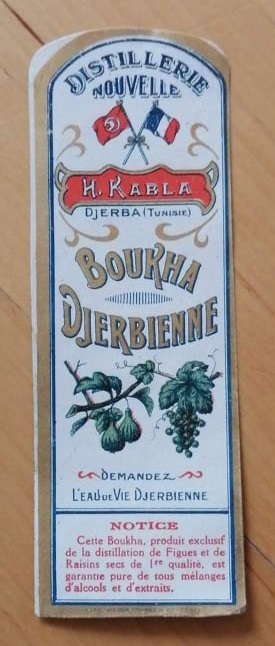 DISTILLERIE
NOUVELLE
H. KABLA
DJERBA (TUNISIE)
BOUKHA
DJERBIENNE
DEMANDEZ
L'EAU DE VIE DJERBIENNE
NOTICE
Cette Boukha, produit exclusif
de la distillation de Figues et de
Raisins secs de 1re qualité, est
garantie pure de tous mélanges
d'alcools et d'extraits.